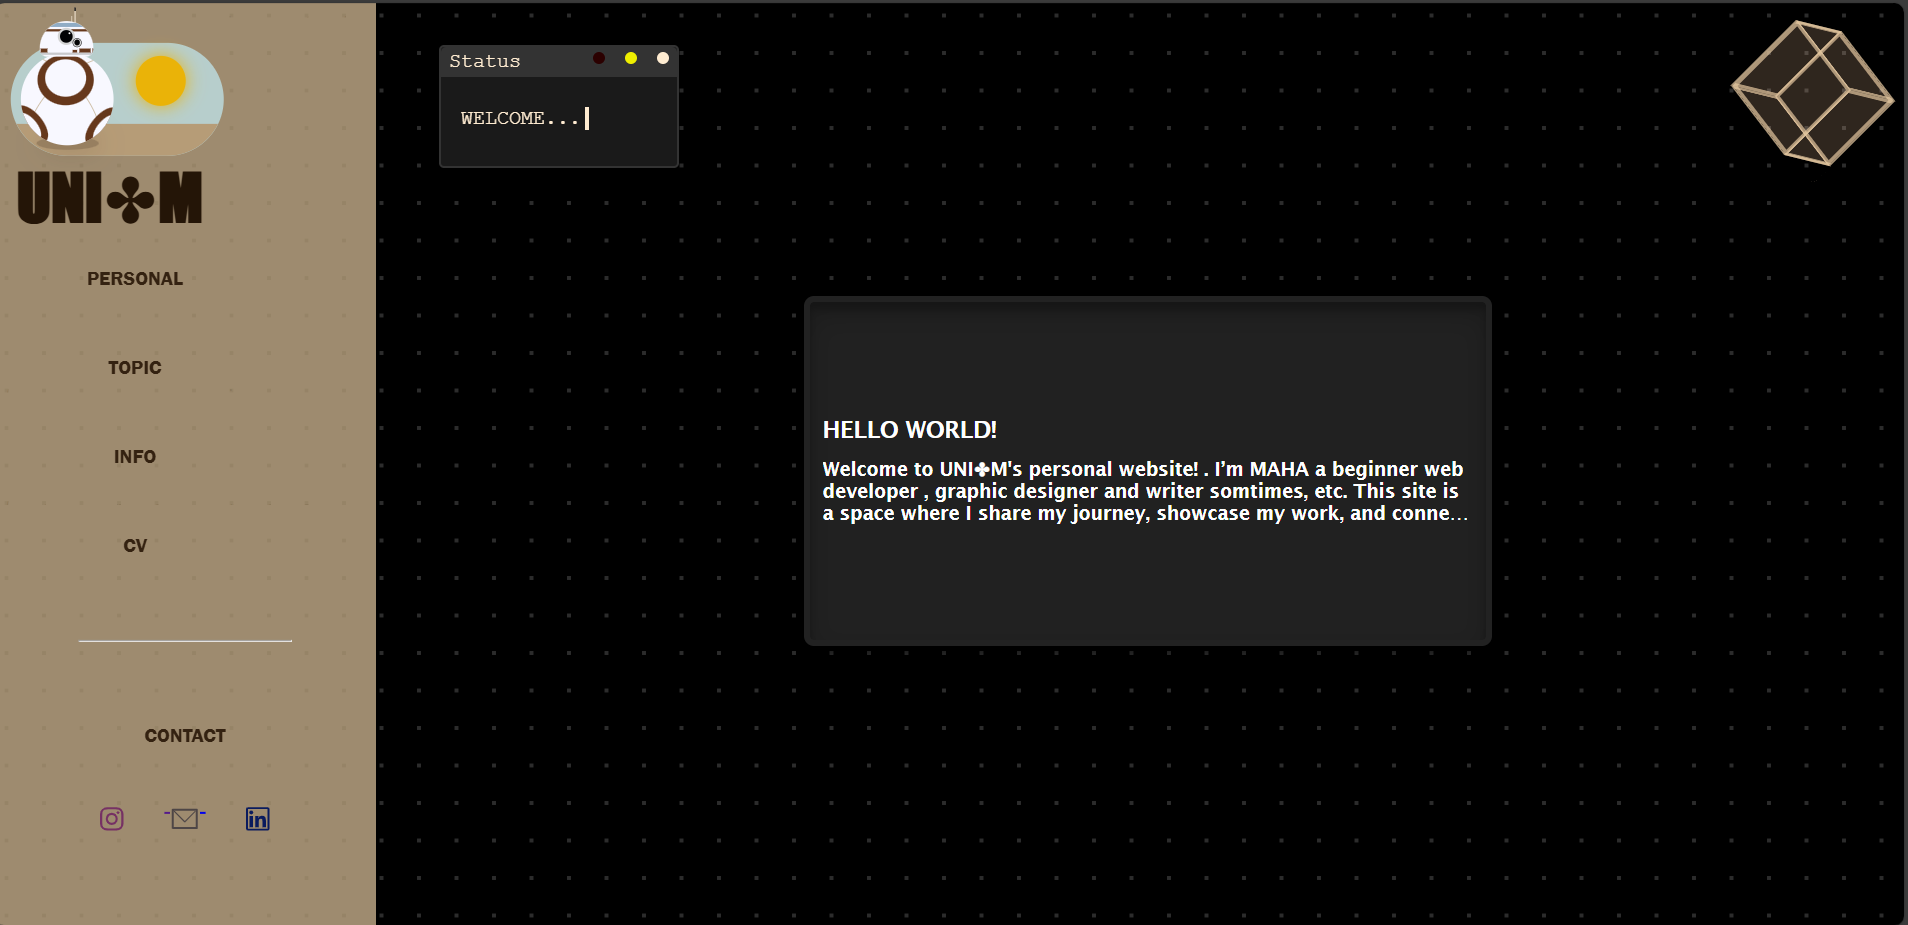 UNI✤M
PERSONAL
TOPIC
INFO
CV
CONTACT
Status
WELCOME...
HELLO WORLD!
Welcome to UNI✤M's personal website! . I’m MAHA a beginner web
developer , graphic designer and writer somtimes, etc. This site is
a space where I share my journey, showcase my work, and conne…